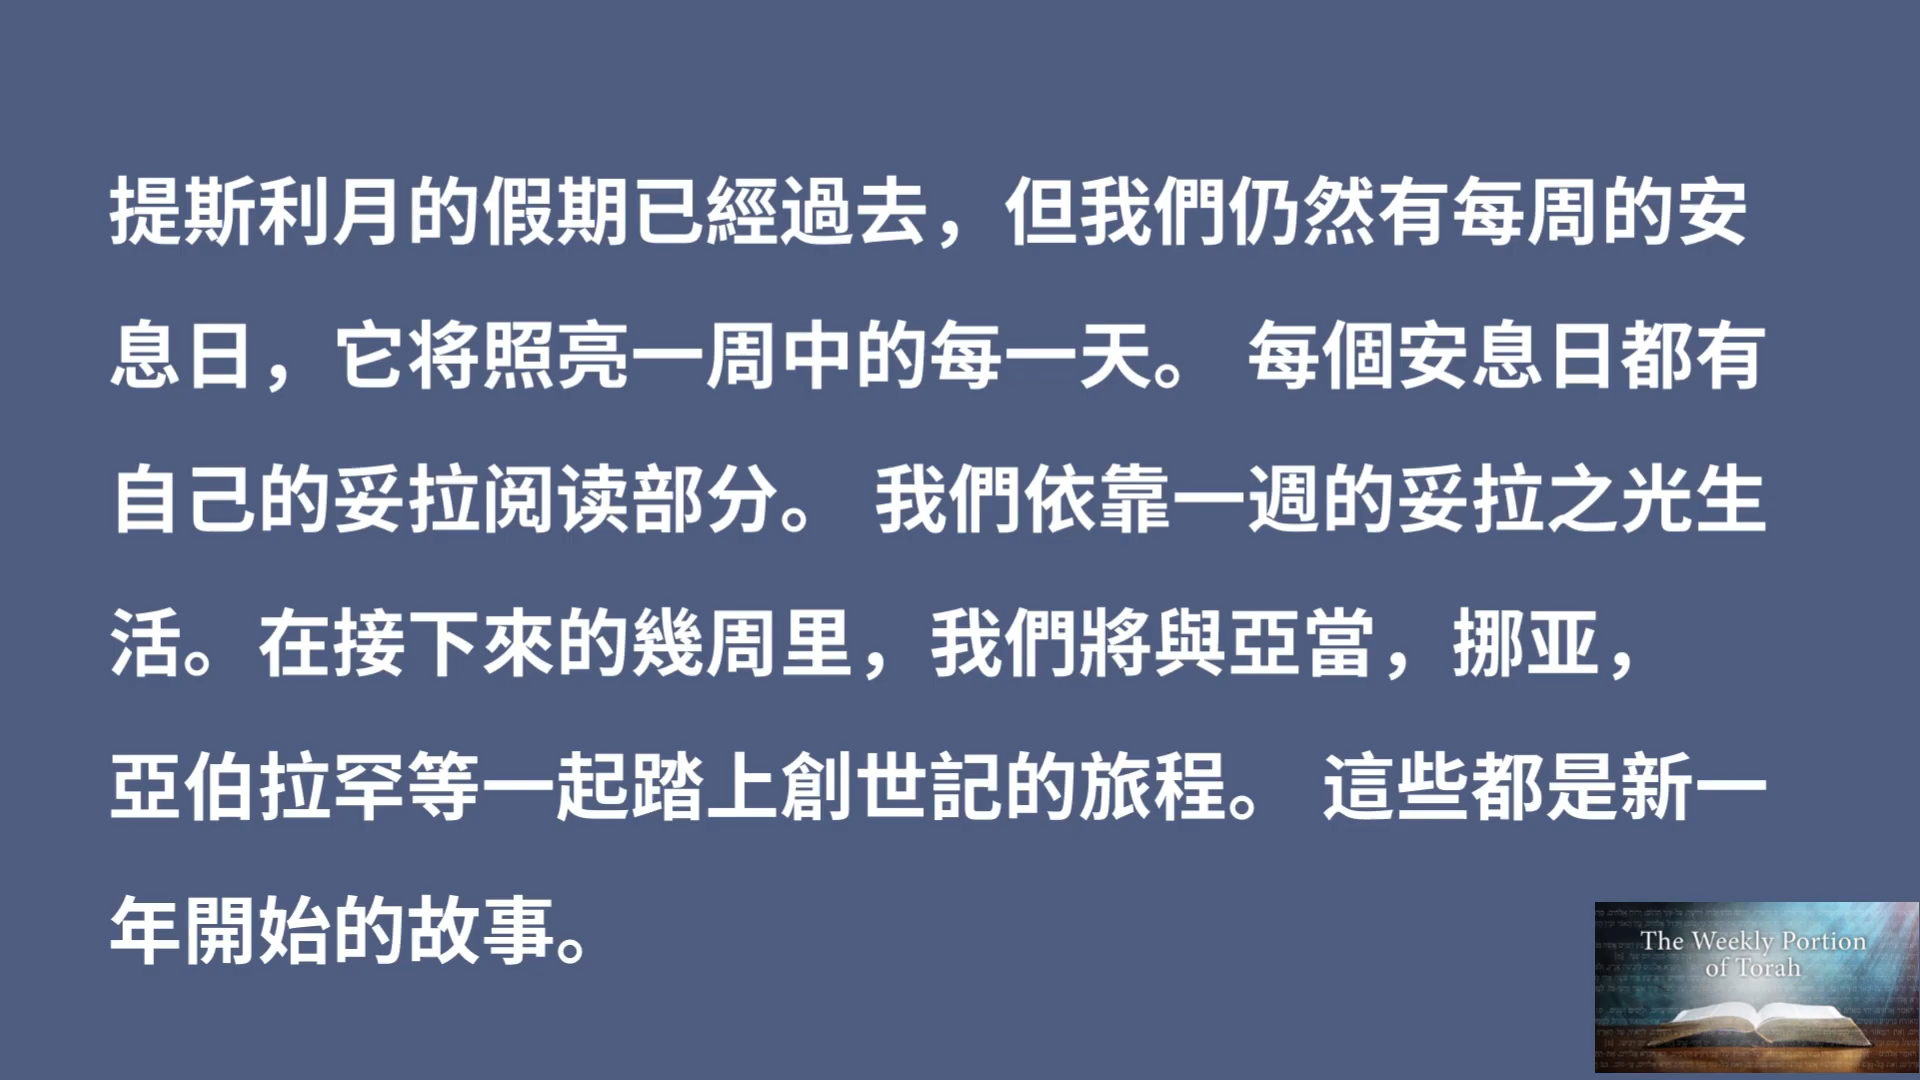 提斯利月的假期已經過去，但我們仍然有每周的安
息日，它将照亮一周中的每一天。 每個安息日都有
自己的妥拉阅读部分。 我們依靠一週的妥拉之光生
活。在接下來的幾周里，我們將與亞當，挪亚，
亞伯拉罕等一起踏上創世記的旅程。 這些都是新一
年開始的故事。
The Weekly Portion
of Torah